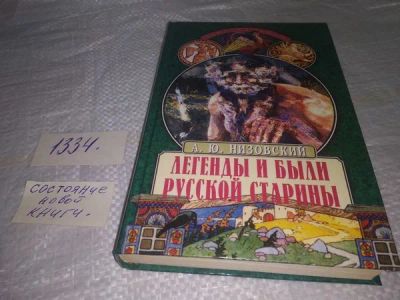 1334.
СОСТОЯНИЕ
НОВОЙ
КНИГИ.
А. Ю. НИЗОВСКИЙ
ЛЕГЕНДЫ И БЫЛИ
РУССКОЙ СТАРИНЫ